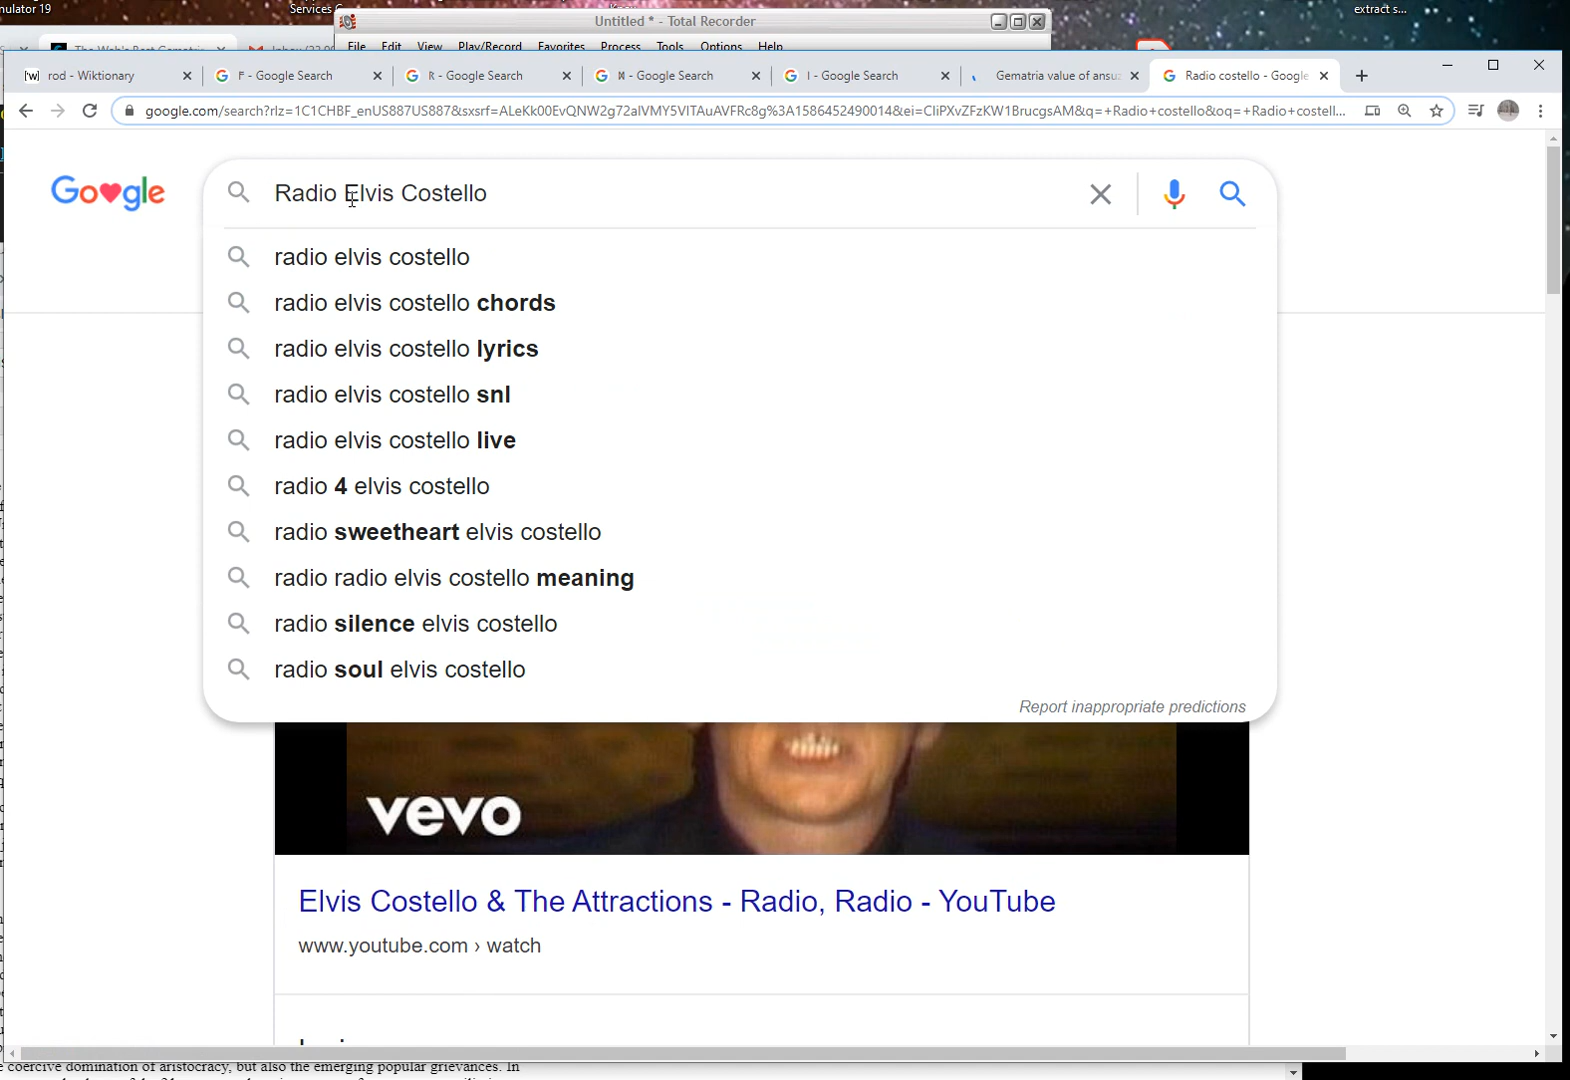 nulator 19
Services
extract s...
Untitled * - Total Recorder
File Edit View Play/Record Favorites Process Tools Options Help
rod - Wiktionary
ᚩ - Google Search
ᚱ - Google Search
ᛗ - Google Search
I - Google Search
Gematria value of ansuz
Radio costello - Google
google.com/search?rlz=1C1CHBF_enUS887US887&sxsrf=ALeKk00EvQNW2g72alVMY5VITAuAVFRc8g%3A1586452490014&ei=CliPXvZFzKW1BrucgsAM&q=+Radio+costello&oq=+Radio+costell...
Google
Radio Elvis Costello
radio elvis costello
radio elvis costello chords
radio elvis costello lyrics
radio elvis costello snl
radio elvis costello live
radio 4 elvis costello
radio sweetheart elvis costello
radio radio elvis costello meaning
radio silence elvis costello
radio soul elvis costello
Report inappropriate predictions
vevo
Elvis Costello & The Attractions - Radio, Radio - YouTube
www.youtube.com › watch
coercive domination of aristocracy, but also the emerging popular grievances. In